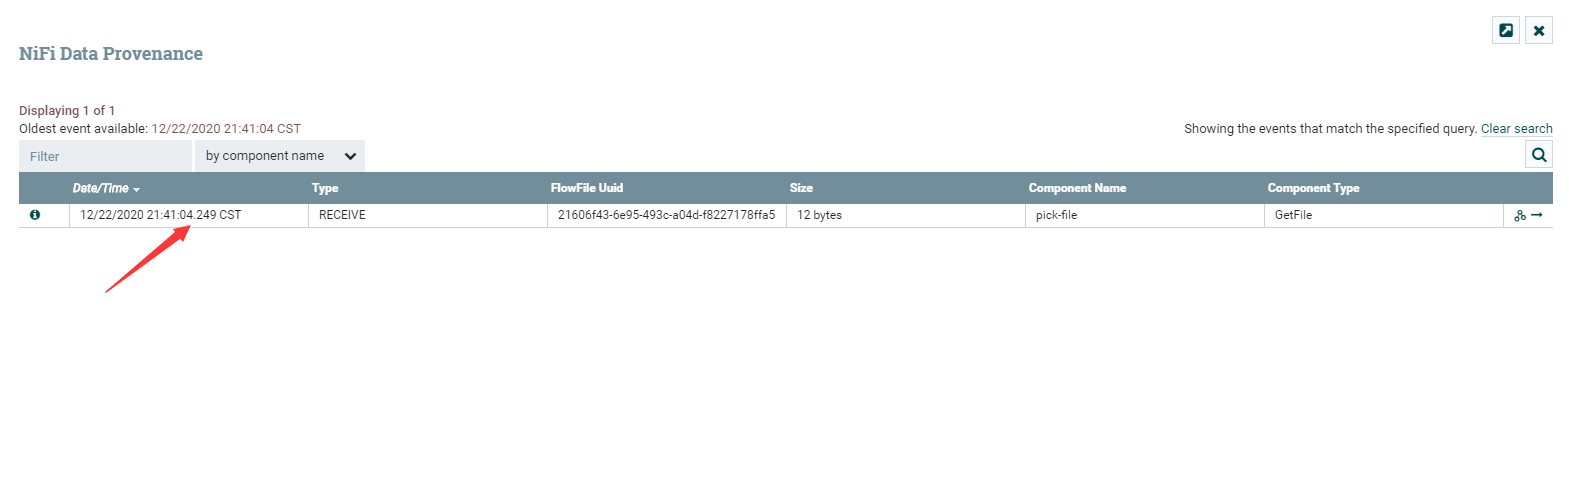 NiFi Data Provenance
Displaying 1 of 1
Oldest event available: 12/22/2020 21:41:04 CST
Showing the events that match the specified query. Clear search
Filter by component name
Date/Time Type FlowFile Uuid Size Component Name Component Type
12/22/2020 21:41:04.249 CST RECEIVE 21606f43-6e95-493c-a04d-f8227178ffa5 12 bytes pick-file GetFile